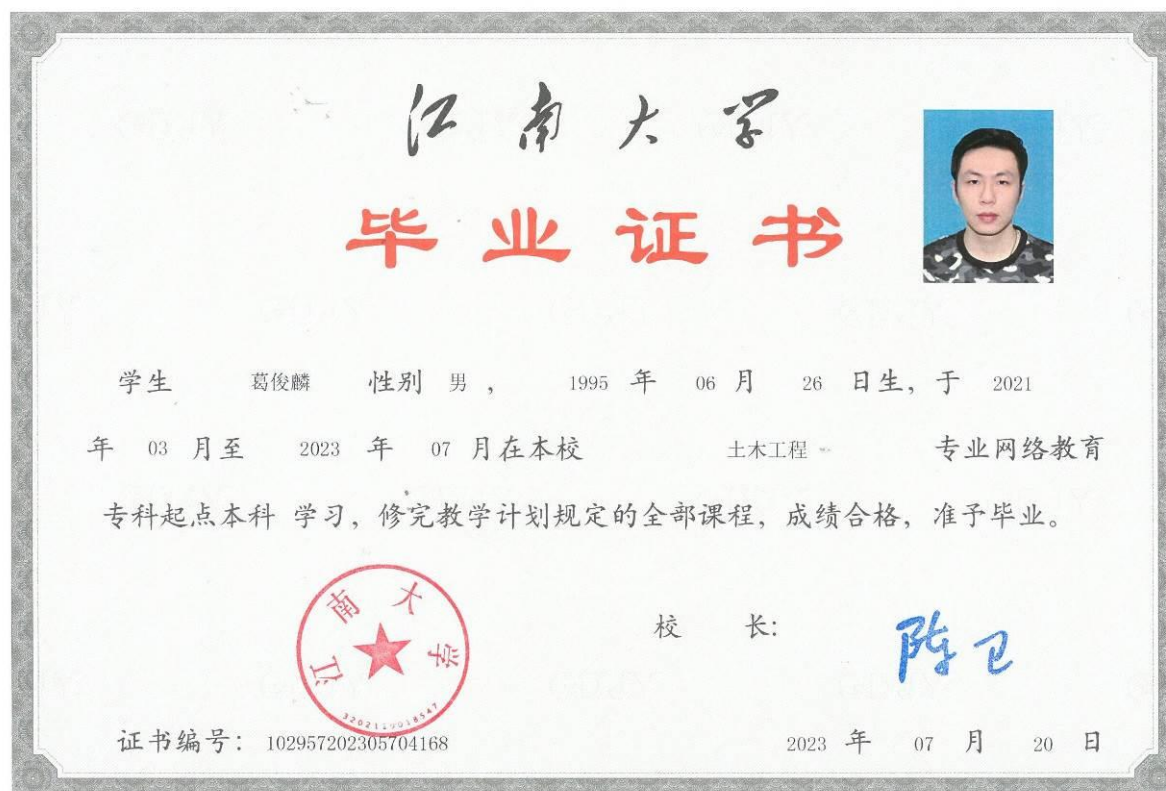 江南大学
毕业证书
学生 葛俊麟 性别 男 , 1995 年 06 月 26 日生, 于 2021
年 03 月至 2023 年 07 月在本校 土木工程 专业网络教育
专科起点本科 学习, 修完教学计划规定的全部课程, 成绩合格, 准予毕业。
江南大学
3202110018547
校 长:
陈卫
证书编号: 102957202305704168
2023 年 07 月 20 日